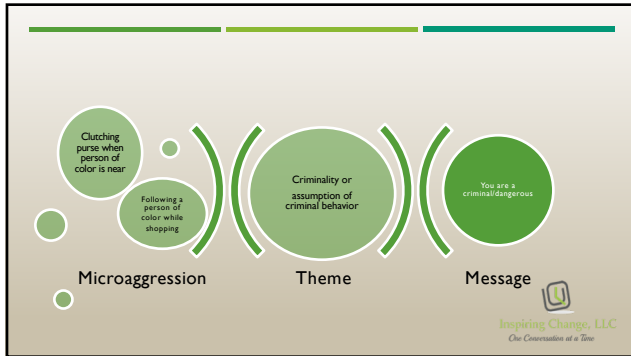 Clutching
purse when
person of
color is near
Following a
person of
color while
shopping
Criminality or
assumption of
criminal behavior
You are a
criminal/dangerous
Microaggression
Theme
Message
Inspiring Change, LLC
One Conversation at a Time